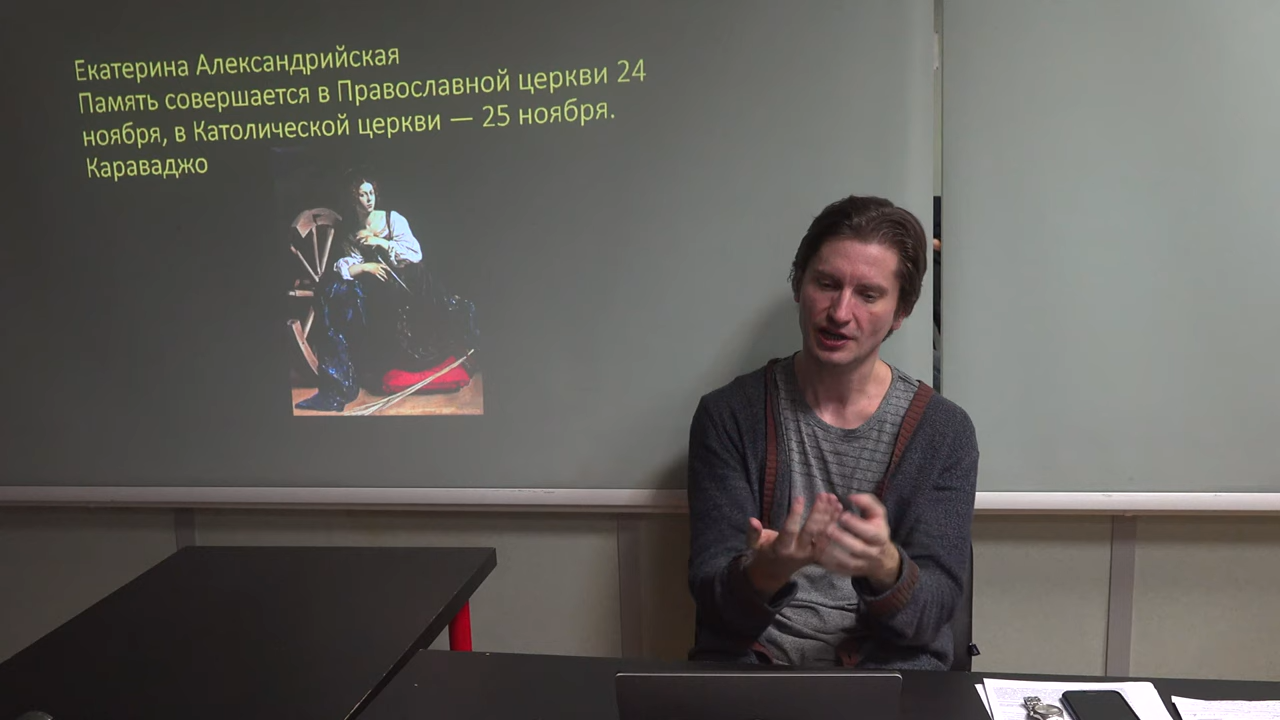 Екатерина Александрийская
Память совершается в Православной церкви 24
ноября, в Католической церкви — 25 ноября.
Караваджо